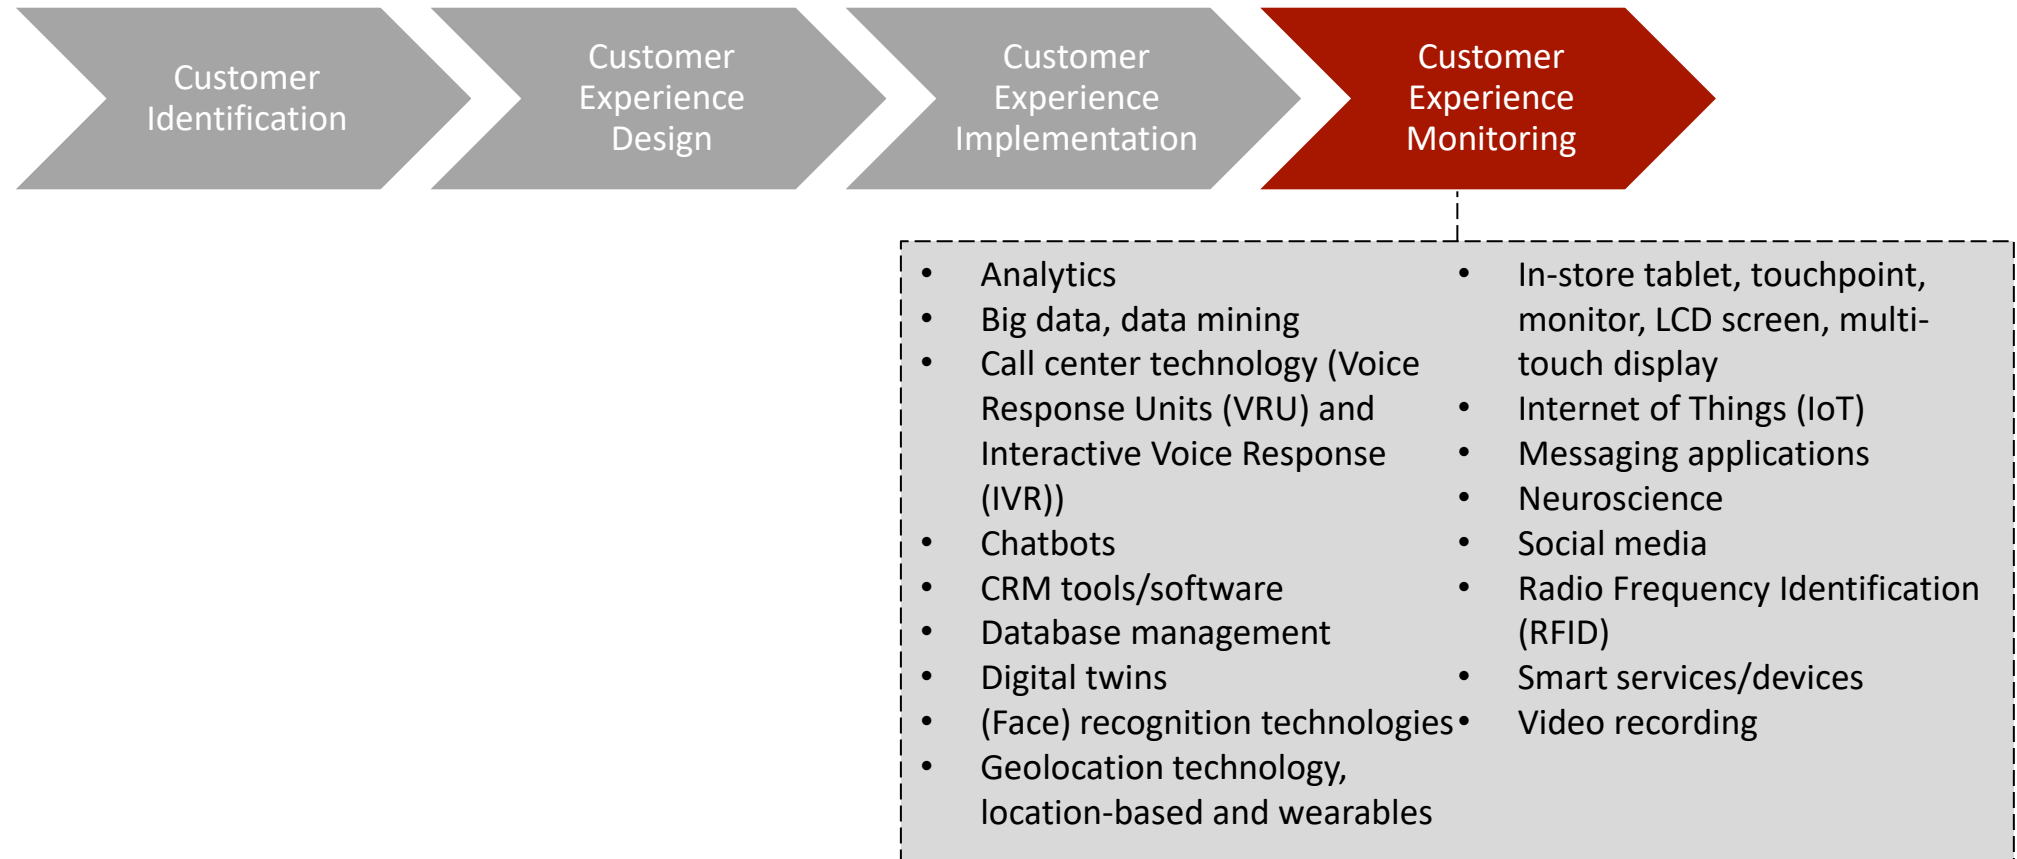 Customer
Identification
Customer
Experience
Design
Customer
Experience
Implementation
Customer
Experience
Monitoring
• Analytics
• Big data, data mining
• Call center technology (Voice
Response Units (VRU) and
Interactive Voice Response
(IVR))
• Chatbots
• CRM tools/software
• Database management
• Digital twins
• (Face) recognition technologies
• Geolocation technology,
location-based and wearables
• In-store tablet, touchpoint,
monitor, LCD screen, multi-
touch display
• Internet of Things (IoT)
• Messaging applications
• Neuroscience
• Social media
• Radio Frequency Identification
(RFID)
• Smart services/devices
• Video recording